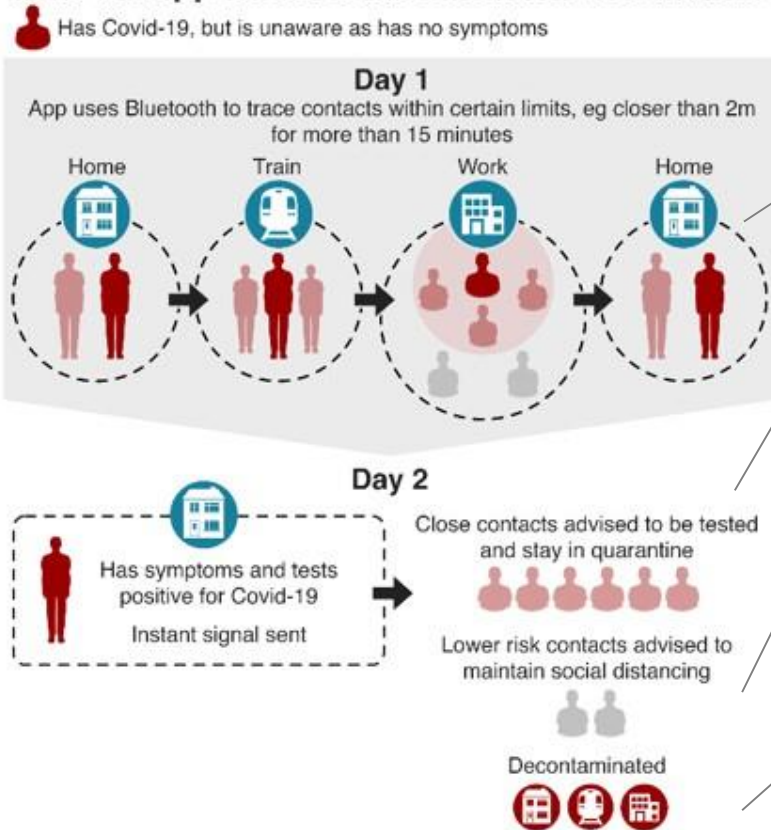 Has Covid-19, but is unaware as has no symptoms
Day 1
App uses Bluetooth to trace contacts within certain limits, eg closer than 2m
for more than 15 minutes
Home
Train
Work
Home
Day 2
Has symptoms and tests
positive for Covid-19
Instant signal sent
Close contacts advised to be tested
and stay in quarantine
Lower risk contacts advised to
maintain social distancing
Decontaminated